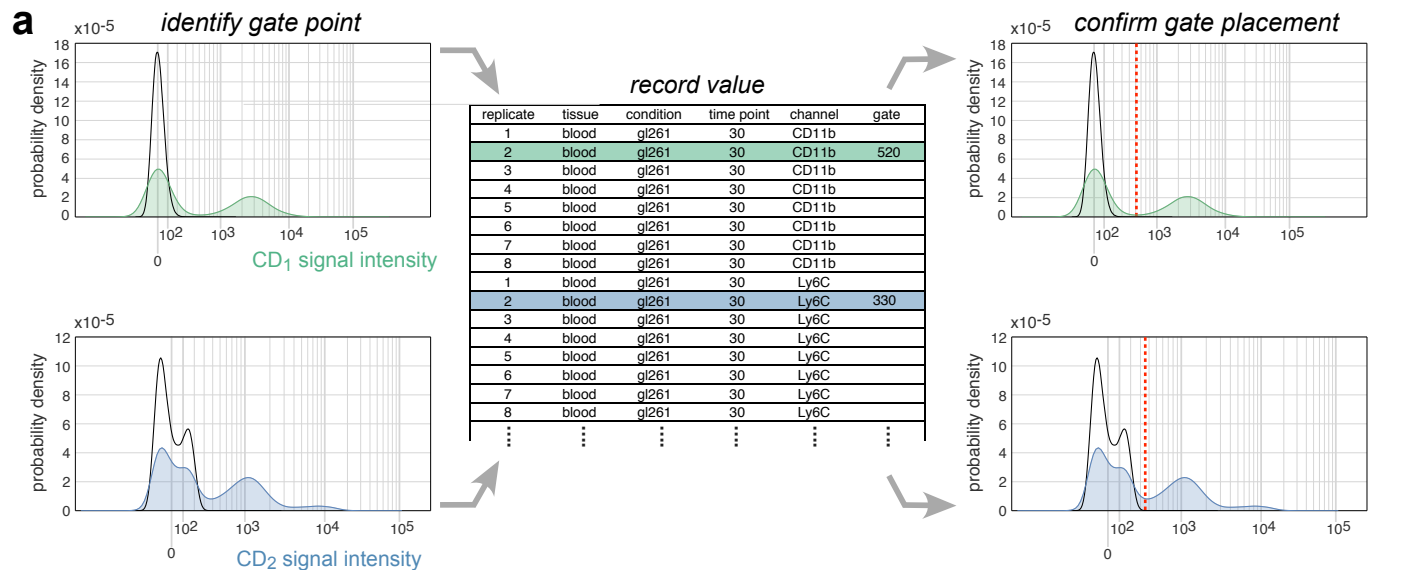 a
identify gate point
x10-5
18
16
14
12
10
8
6
4
2
0
probability density
102 103 104 105
0
CD1 signal intensity
x10-5
12
10
8
6
4
2
0
probability density
102 103 104 105
0
CD2 signal intensity
record value
replicate tissue condition time point channel gate
1 blood gl261 30 CD11b
2 blood gl261 30 CD11b 520
3 blood gl261 30 CD11b
4 blood gl261 30 CD11b
5 blood gl261 30 CD11b
6 blood gl261 30 CD11b
7 blood gl261 30 CD11b
8 blood gl261 30 CD11b
1 blood gl261 30 Ly6C
2 blood gl261 30 Ly6C 330
3 blood gl261 30 Ly6C
4 blood gl261 30 Ly6C
5 blood gl261 30 Ly6C
6 blood gl261 30 Ly6C
7 blood gl261 30 Ly6C
8 blood gl261 30 Ly6C
confirm gate placement
x10-5
18
16
14
12
10
8
6
4
2
0
probability density
102 103 104 105
0
x10-5
12
10
8
6
4
2
0
probability density
102 103 104 105
0